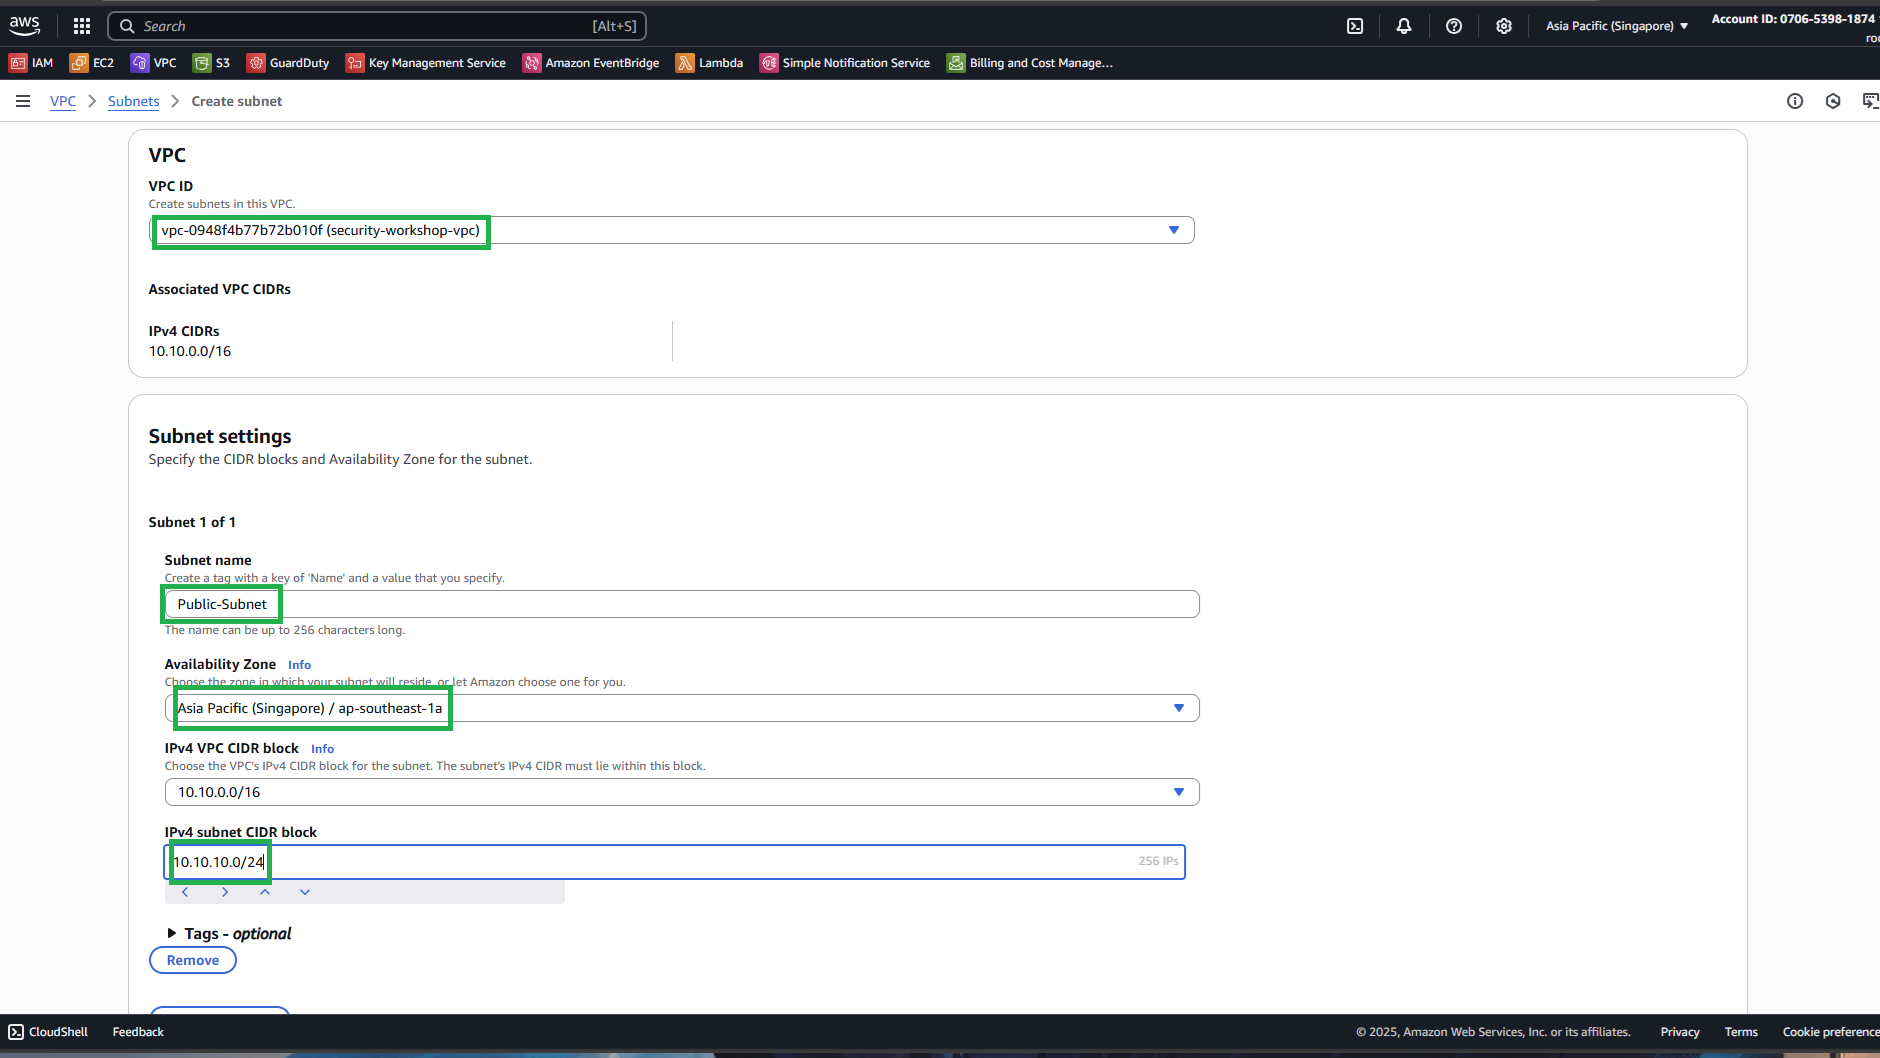 aws
Search [Alt+S]
Asia Pacific (Singapore)
Account ID: 0706-5398-1874
IAM EC2 VPC S3 GuardDuty Key Management Service Amazon EventBridge Lambda Simple Notification Service Billing and Cost Manage...
VPC Subnets Create subnet
VPC
VPC ID
Create subnets in this VPC.
vpc-0948f4b77b72b010f (security-workshop-vpc)
Associated VPC CIDRs
IPv4 CIDRs
10.10.0.0/16
Subnet settings
Specify the CIDR blocks and Availability Zone for the subnet.
Subnet 1 of 1
Subnet name
Create a tag with a key of 'Name' and a value that you specify.
Public-Subnet
The name can be up to 256 characters long.
Availability Zone Info
Choose the zone in which your subnet will reside, or let Amazon choose one for you.
Asia Pacific (Singapore) / ap-southeast-1a
IPv4 VPC CIDR block Info
Choose the VPC's IPv4 CIDR block for the subnet. The subnet's IPv4 CIDR must lie within this block.
10.10.0.0/16
IPv4 subnet CIDR block
10.10.10.0/24 256 IPs
Tags - optional
Remove
CloudShell Feedback © 2025, Amazon Web Services, Inc. or its affiliates. Privacy Terms Cookie preference